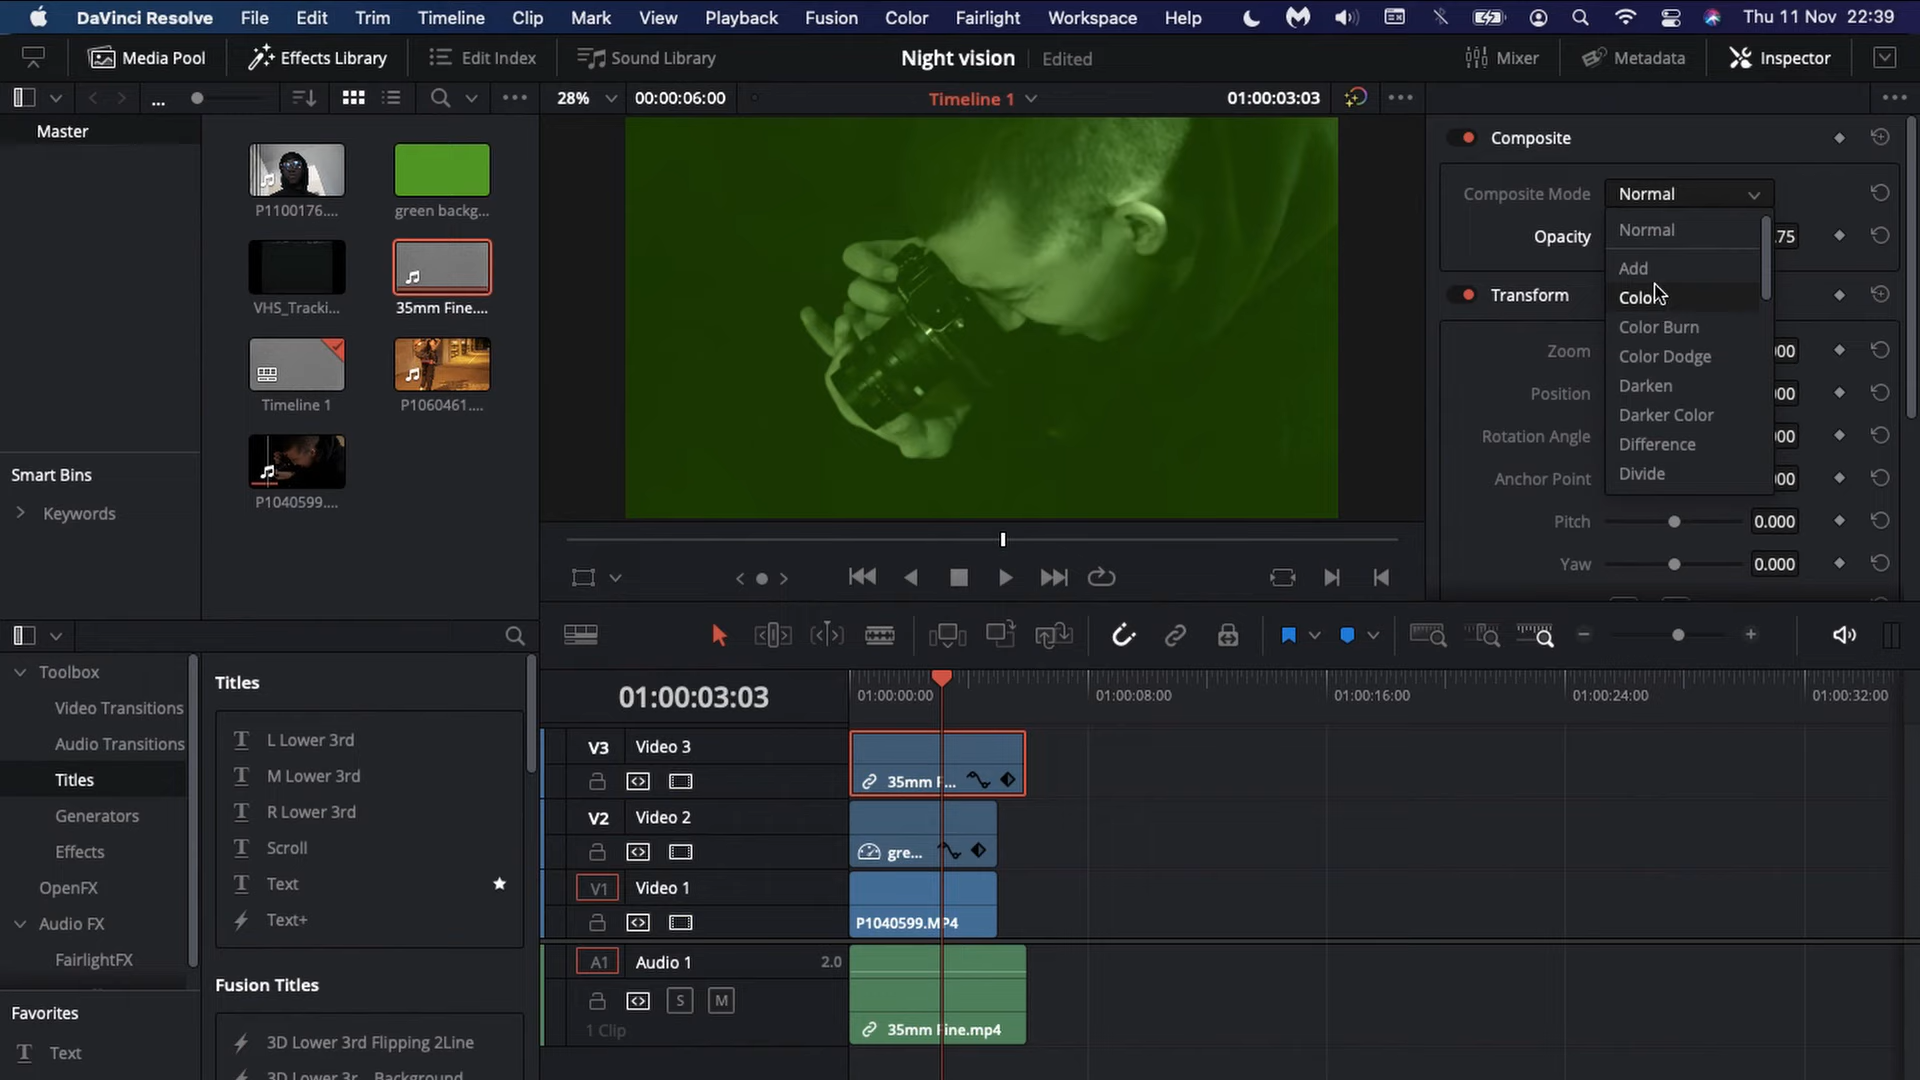 DaVinci Resolve File Edit Trim Timeline Clip Mark View Playback Fusion Color Fairlight Workspace Help Thu 11 Nov 22:39
Media Pool Effects Library Edit Index Sound Library Night vision Edited Mixer Metadata Inspector
... 28% 00:00:06:00 Timeline 1 01:00:03:03
Master
P1100176....
green backg...
VHS_Tracki...
35mm Fine....
Timeline 1
P1060461....
P1040599....
Smart Bins
Keywords
Composite
Composite Mode Normal
Opacity .75
Normal
Add
Color
Color Burn
Color Dodge
Darken
Darker Color
Difference
Divide
Transform
Zoom 00
Position 00
Rotation Angle 00
Anchor Point 00
Pitch 0.000
Yaw 0.000
Toolbox
Video Transitions
Audio Transitions
Titles
Generators
Effects
OpenFX
Audio FX
FairlightFX
Favorites
Text
Titles
L Lower 3rd
M Lower 3rd
R Lower 3rd
Scroll
Text
Text+
Fusion Titles
3D Lower 3rd Flipping 2Line
3D Lower 3r... Background
01:00:03:03
01:00:00:00 01:00:08:00 01:00:16:00 01:00:24:00 01:00:32:00
V3 Video 3
35mm F...
V2 Video 2
gre...
V1 Video 1
P1040599.MP4
A1 Audio 1 2.0
S M
1 Clip
35mm Fine.mp4